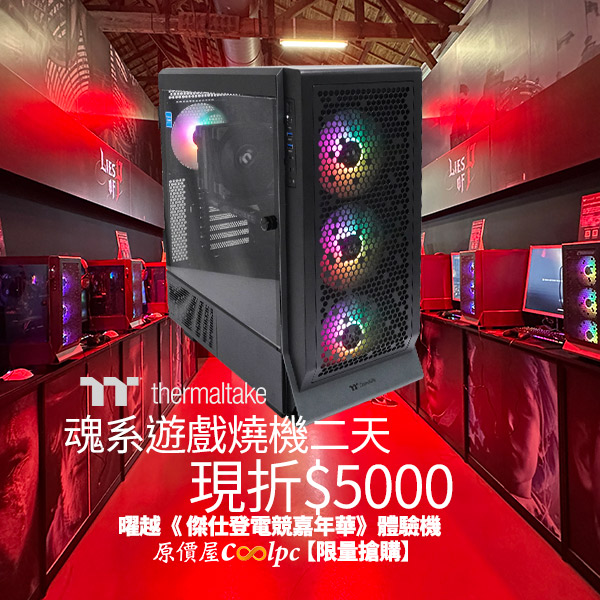 LIES
OF P
LIES
OF P
thermaltake
魂系遊戲燒機二天
現折$5000
曜越《傑仕登電競嘉年華》體驗機
原價屋Coolpc【限量搶購】